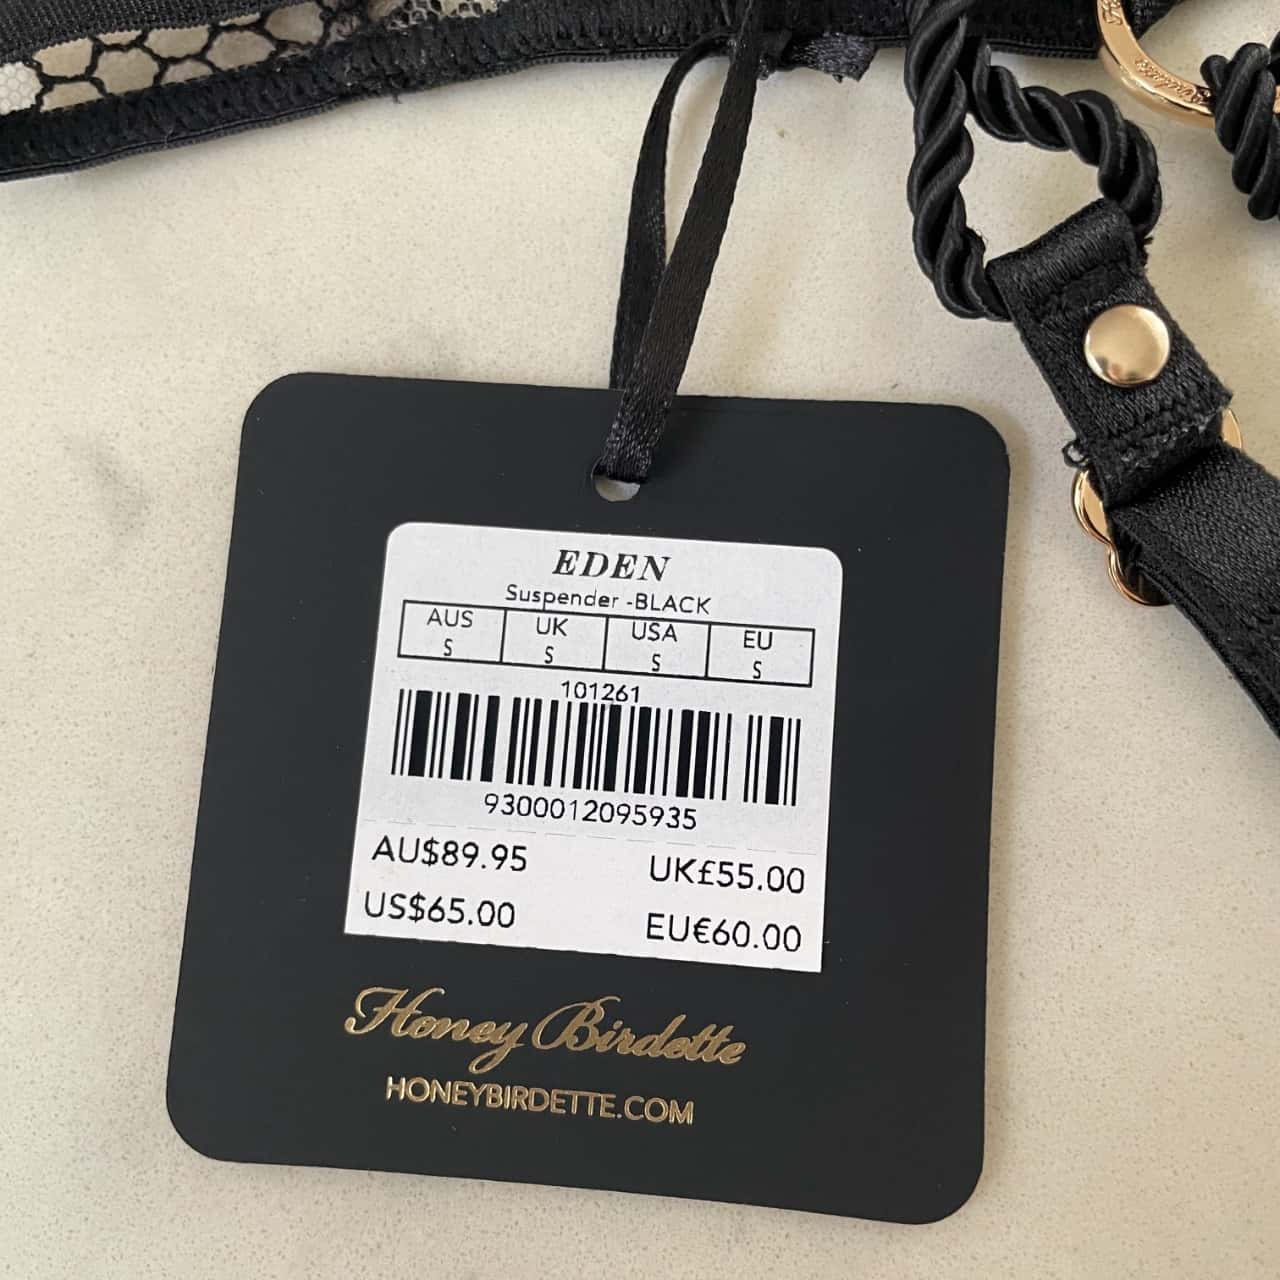 EDEN
Suspender -BLACK
AUS UK USA EU
S S S S
101261
9300012095935
AU$89.95 UK£55.00
US$65.00 EU€60.00
Honey Birdette
HONEYBIRDETTE.COM